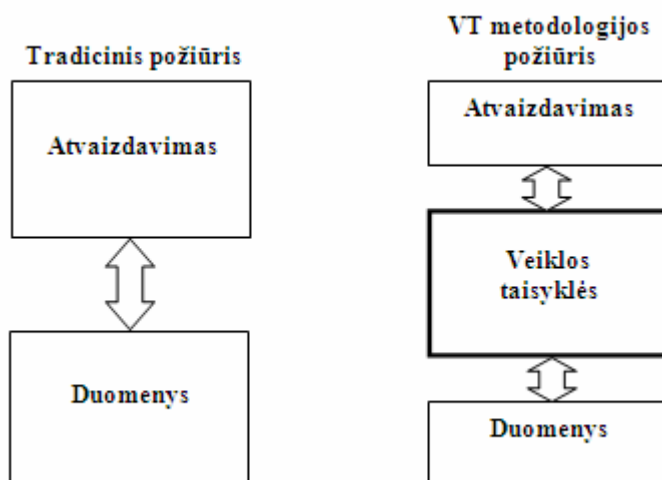 Tradicinis požiūris
Atvaizdavimas
Duomenys
VT metodologijos
požiūris
Atvaizdavimas
Veiklos
taisyklės
Duomenys